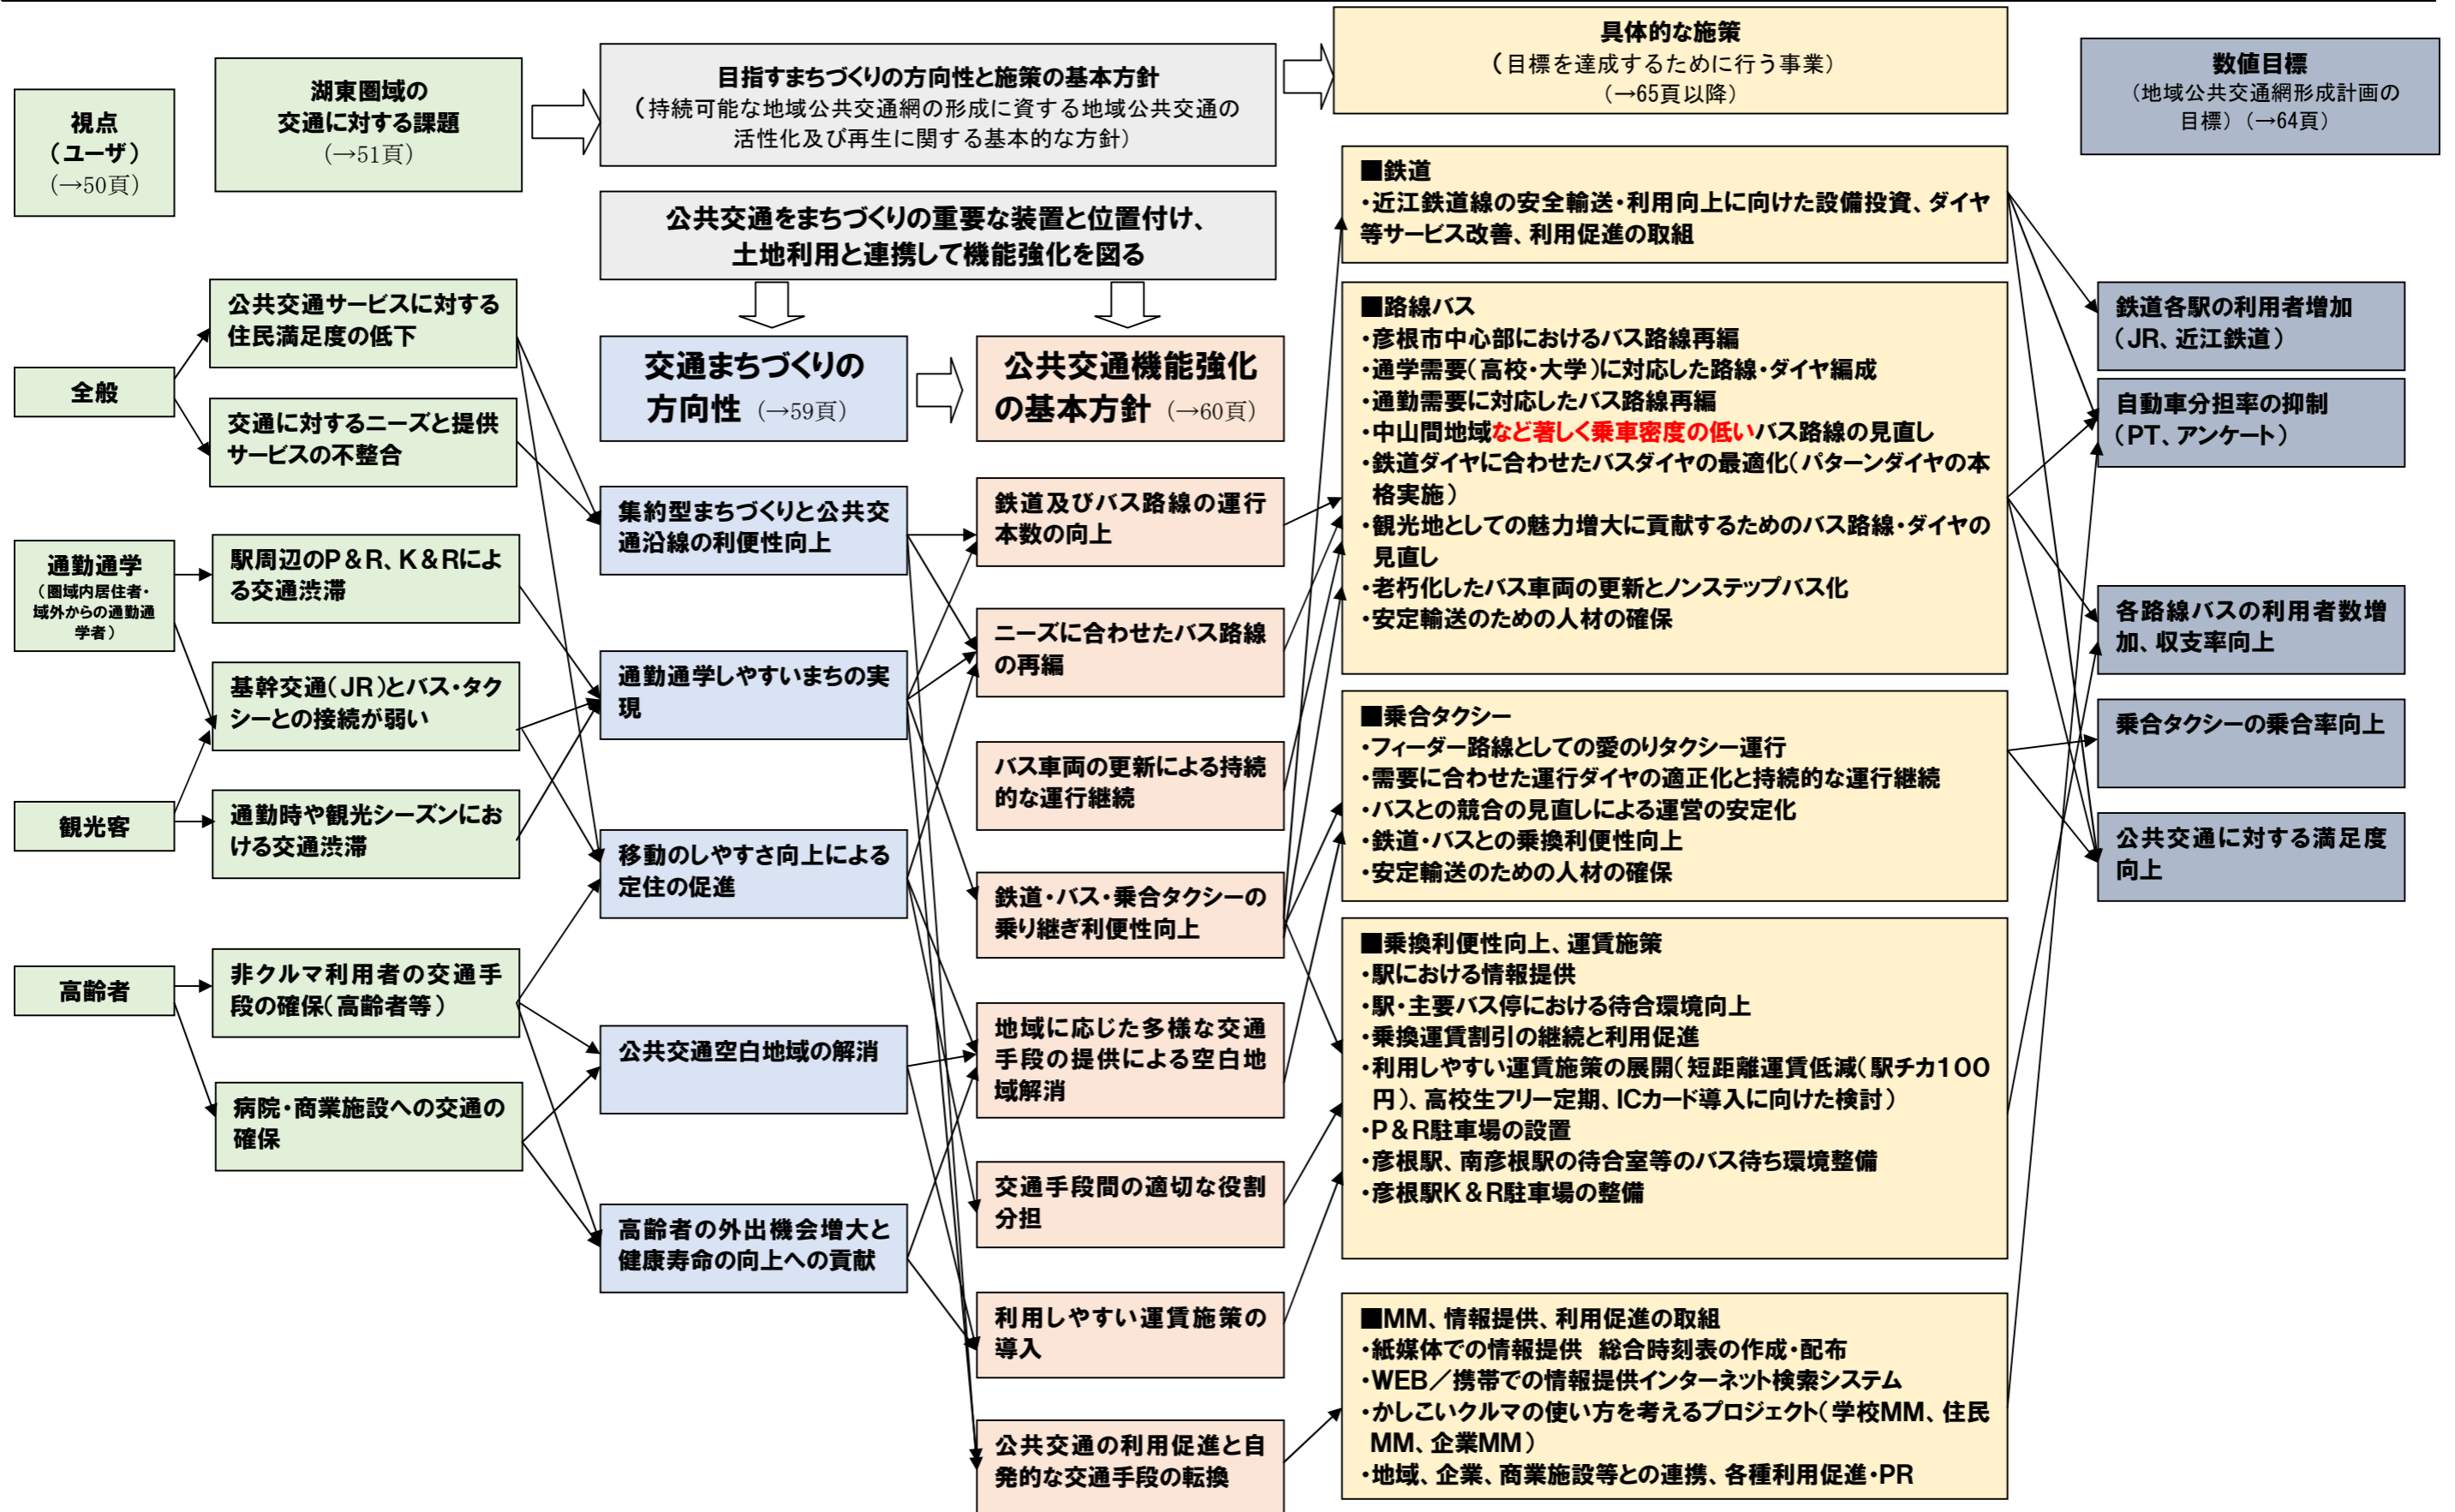 視点
（ユーザ）
（→50頁）
湖東圏域の
交通に対する課題
（→51頁）
目指すまちづくりの方向性と施策の基本方針
（持続可能な地域公共交通網の形成に資する地域公共交通の
活性化及び再生に関する基本的な方針）
具体的な施策
（目標を達成するために行う事業）
（→65頁以降）
数値目標
（地域公共交通網形成計画の
目標）（→64頁）
公共交通をまちづくりの重要な装置と位置付け、
土地利用と連携して機能強化を図る
交通まちづくりの
方向性（→59頁）
公共交通機能強化
の基本方針（→60頁）
全般
通勤通学
（圏域内居住者・
域外からの通勤通
学者）
観光客
高齢者
公共交通サービスに対する
住民満足度の低下
交通に対するニーズと提供
サービスの不整合
駅周辺のP＆R、K＆Rによ
る交通渋滞
基幹交通（JR）とバス・タク
シーとの接続が弱い
通勤時や観光シーズンにお
ける交通渋滞
非クルマ利用者の交通手
段の確保（高齢者等）
病院・商業施設への交通の
確保
集約型まちづくりと公共交
通沿線の利便性向上
通勤通学しやすいまちの実
現
移動のしやすさ向上による
定住の促進
公共交通空白地域の解消
高齢者の外出機会増大と
健康寿命の向上への貢献
鉄道及びバス路線の運行
本数の向上
ニーズに合わせたバス路線
の再編
バス車両の更新による持続
的な運行継続
鉄道・バス・乗合タクシーの
乗り継ぎ利便性向上
地域に応じた多様な交通
手段の提供による空白地
域解消
交通手段間の適切な役割
分担
利用しやすい運賃施策の
導入
公共交通の利用促進と自
発的な交通手段の転換
■鉄道
・近江鉄道線の安全輸送・利用向上に向けた設備投資、ダイヤ
等サービス改善、利用促進の取組
■路線バス
・彦根市中心部におけるバス路線再編
・通学需要（高校・大学）に対応した路線・ダイヤ編成
・通勤需要に対応したバス路線再編
・中山間地域など著しく乗車密度の低いバス路線の見直し
・鉄道ダイヤに合わせたバスダイヤの最適化（パターンダイヤの本
格実施）
・観光地としての魅力増大に貢献するためのバス路線・ダイヤの
見直し
・老朽化したバス車両の更新とノンステップバス化
・安定輸送のための人材の確保
■乗合タクシー
・フィーダー路線としての愛のりタクシー運行
・需要に合わせた運行ダイヤの適正化と持続的な運行継続
・バスとの競合の見直しによる運営の安定化
・鉄道・バスとの乗換利便性向上
・安定輸送のための人材の確保
■乗換利便性向上、運賃施策
・駅における情報提供
・駅・主要バス停における待合環境向上
・乗換運賃割引の継続と利用促進
・利用しやすい運賃施策の展開（短距離運賃低減（駅チカ１００
円）、高校生フリー定期、ICカード導入に向けた検討）
・P＆R駐車場の設置
・彦根駅、南彦根駅の待合室等のバス待ち環境整備
・彦根駅K＆R駐車場の整備
■MM、情報提供、利用促進の取組
・紙媒体での情報提供　総合時刻表の作成・配布
・WEB／携帯での情報提供インターネット検索システム
・かしこいクルマの使い方を考えるプロジェクト（学校MM、住民
MM、企業MM）
・地域、企業、商業施設等との連携、各種利用促進・PR
鉄道各駅の利用者増加
（JR、近江鉄道）
自動車分担率の抑制
（PT、アンケート）
各路線バスの利用者数増
加、収支率向上
乗合タクシーの乗合率向上
公共交通に対する満足度
向上